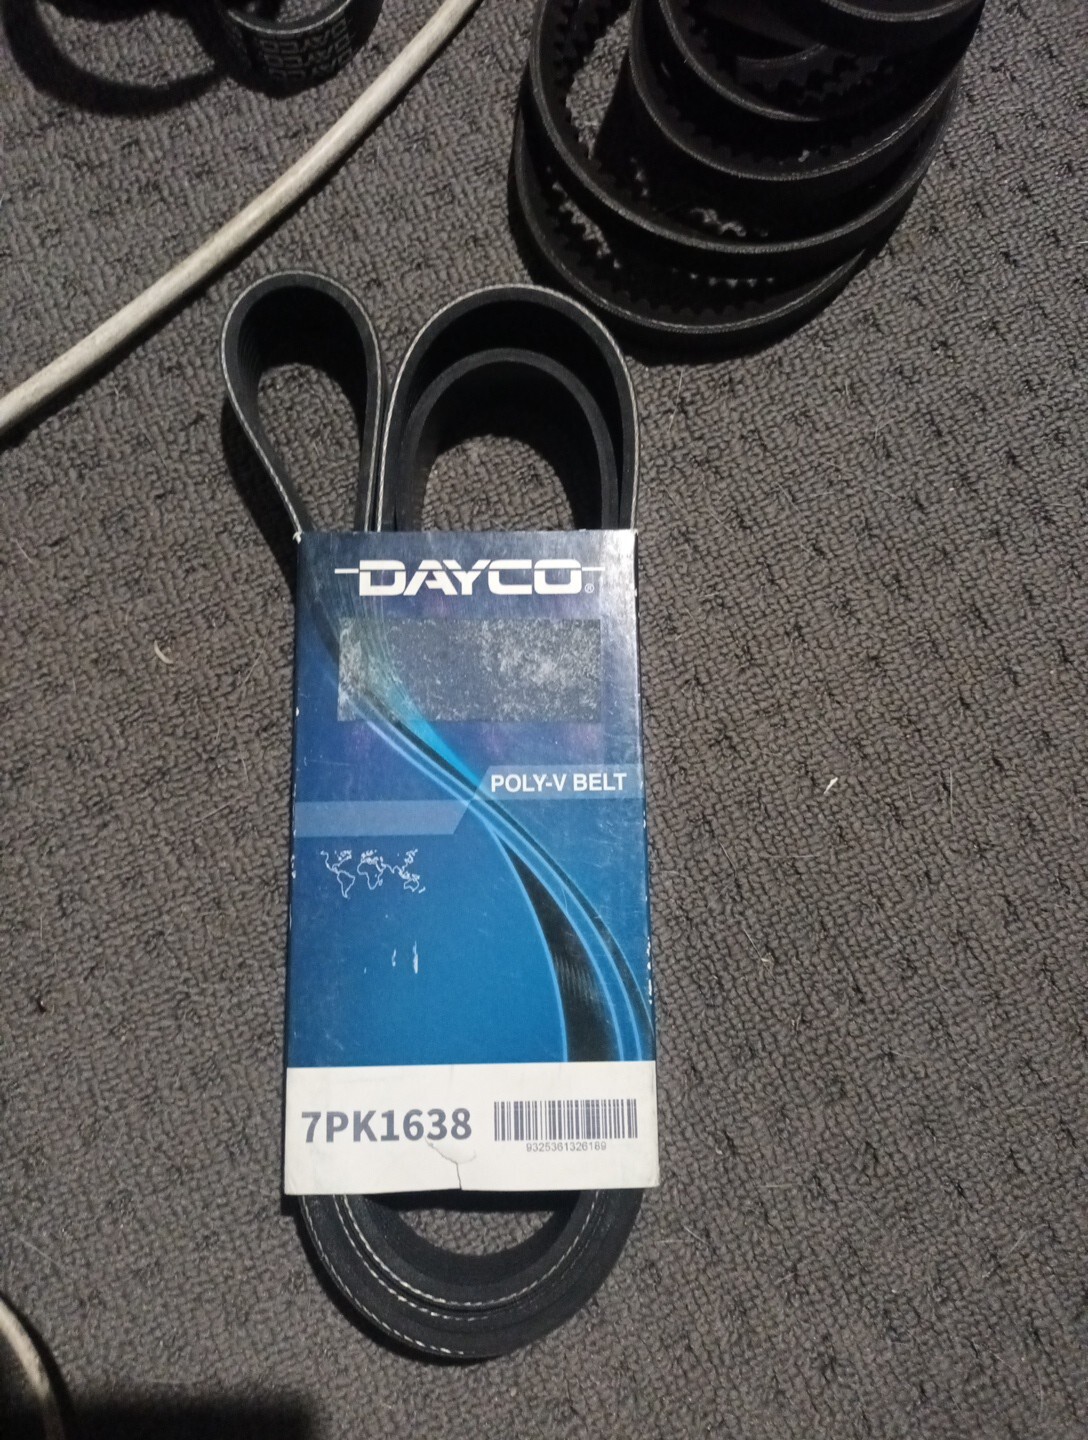 DAYCO®
POLY-V BELT
7PK1638
9325361326189